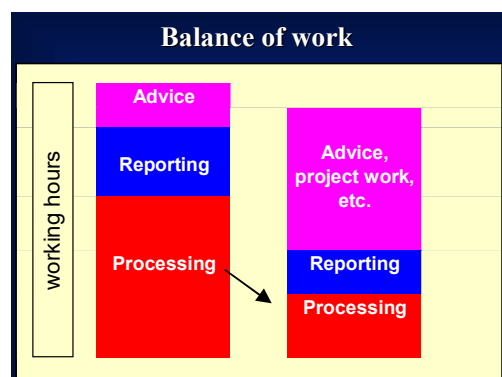 Balance of work
working hours
Advice
Reporting
Processing
Advice,
project work,
etc.
Reporting
Processing